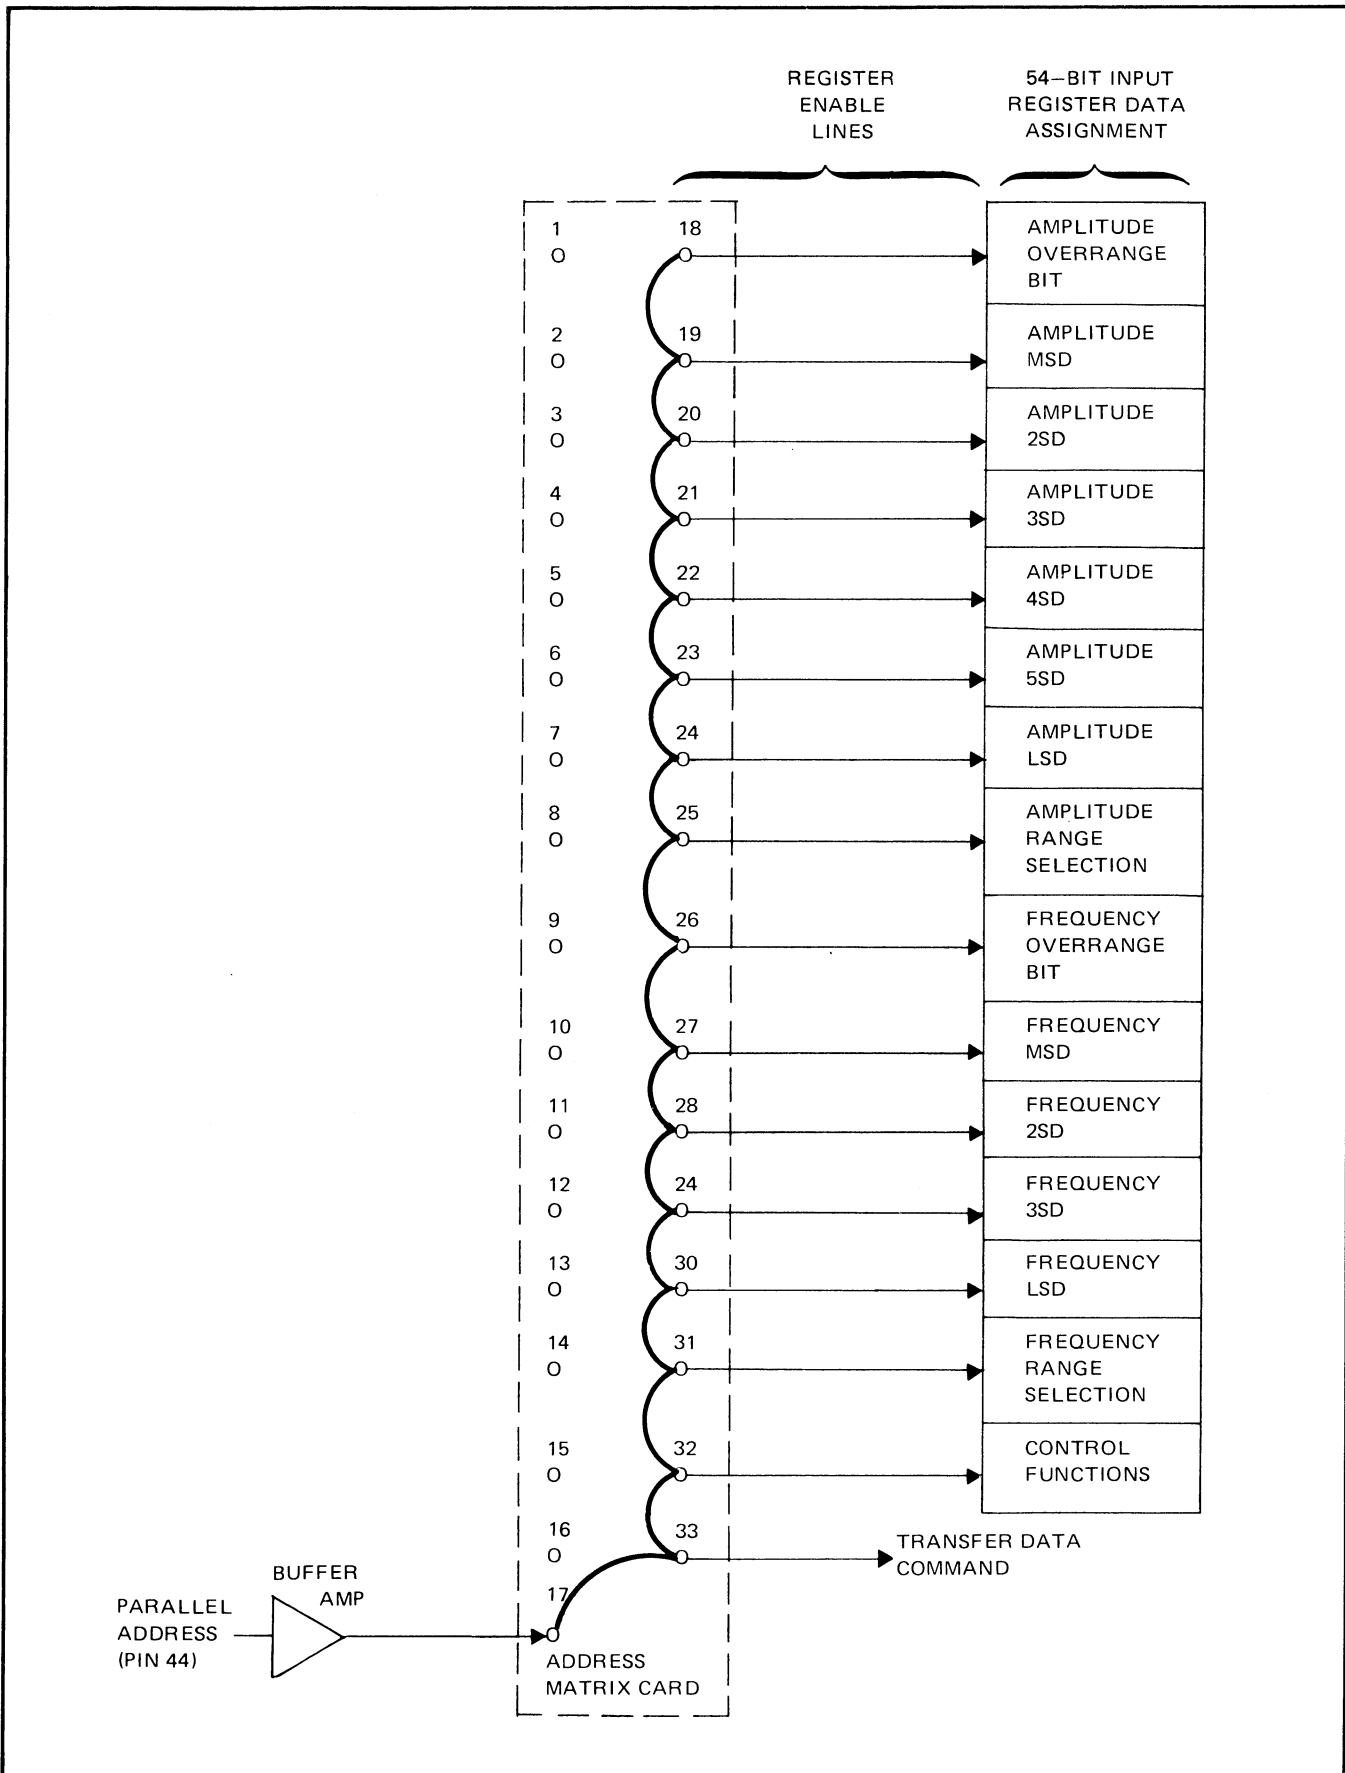 REGISTER
ENABLE
LINES
54—BIT INPUT
REGISTER DATA
ASSIGNMENT
1
18
AMPLITUDE
OVERRANGE
BIT
2
19
AMPLITUDE
MSD
3
20
AMPLITUDE
2SD
4
21
AMPLITUDE
3SD
5
22
AMPLITUDE
4SD
6
23
AMPLITUDE
5SD
7
24
AMPLITUDE
LSD
8
25
AMPLITUDE
RANGE
SELECTION
9
26
FREQUENCY
OVERRANGE
BIT
10
27
FREQUENCY
MSD
11
28
FREQUENCY
2SD
12
24
FREQUENCY
3SD
13
30
FREQUENCY
LSD
14
31
FREQUENCY
RANGE
SELECTION
15
32
CONTROL
FUNCTIONS
16
33
TRANSFER DATA
COMMAND
17
BUFFER
AMP
PARALLEL
ADDRESS
(PIN 44)
ADDRESS
MATRIX CARD